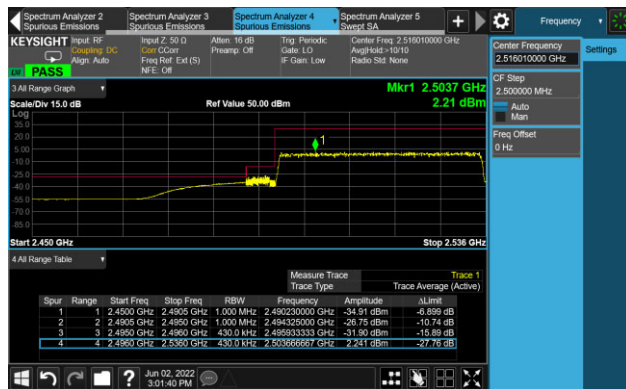 Spectrum Analyzer 2
Spurious Emissions
Spectrum Analyzer 3
Spurious Emissions
Spectrum Analyzer 4
Spurious Emissions
Spectrum Analyzer 5
Swept SA
+
Frequency
KEYSIGHT
Input: RF
Coupling: DC
Align: Auto
Input Z: 50 Ω
Corr CCorr
Freq Ref: Ext (S)
NFE: Off
Atten: 16 dB
Preamp: Off
Trig: Periodic
Gate: LO
IF Gain: Low
Center Freq: 2.516010000 GHz
Avg|Hold:>10/10
Radio Std: None
PASS
Center Frequency
2.516010000 GHz
Settings
CF Step
2.500000 MHz
Auto
Man
Freq Offset
0 Hz
3 All Range Graph
Mkr1 2.5037 GHz
Scale/Div 15.0 dB
Ref Value 50.00 dBm
2.21 dBm
Log
35.0
20.0
5.00
-10.0
-25.0
-40.0
-55.0
-70.0
-85.0
1
Start 2.450 GHz
Stop 2.536 GHz
4 All Range Table
Measure Trace Trace 1
Trace Type Trace Average (Active)
Spur Range Start Freq Stop Freq RBW Frequency Amplitude ΔLimit
1 1 2.4500 GHz 2.4905 GHz 1.000 MHz 2.490230000 GHz -34.91 dBm -6.899 dB
2 2 2.4905 GHz 2.4950 GHz 1.000 MHz 2.494325000 GHz -26.75 dBm -10.74 dB
3 3 2.4950 GHz 2.4960 GHz 430.0 kHz 2.495933333 GHz -31.90 dBm -15.89 dB
4 4 2.4960 GHz 2.5360 GHz 430.0 kHz 2.503666667 GHz 2.241 dBm -27.76 dB
?
Jun 02, 2022
3:01:40 PM